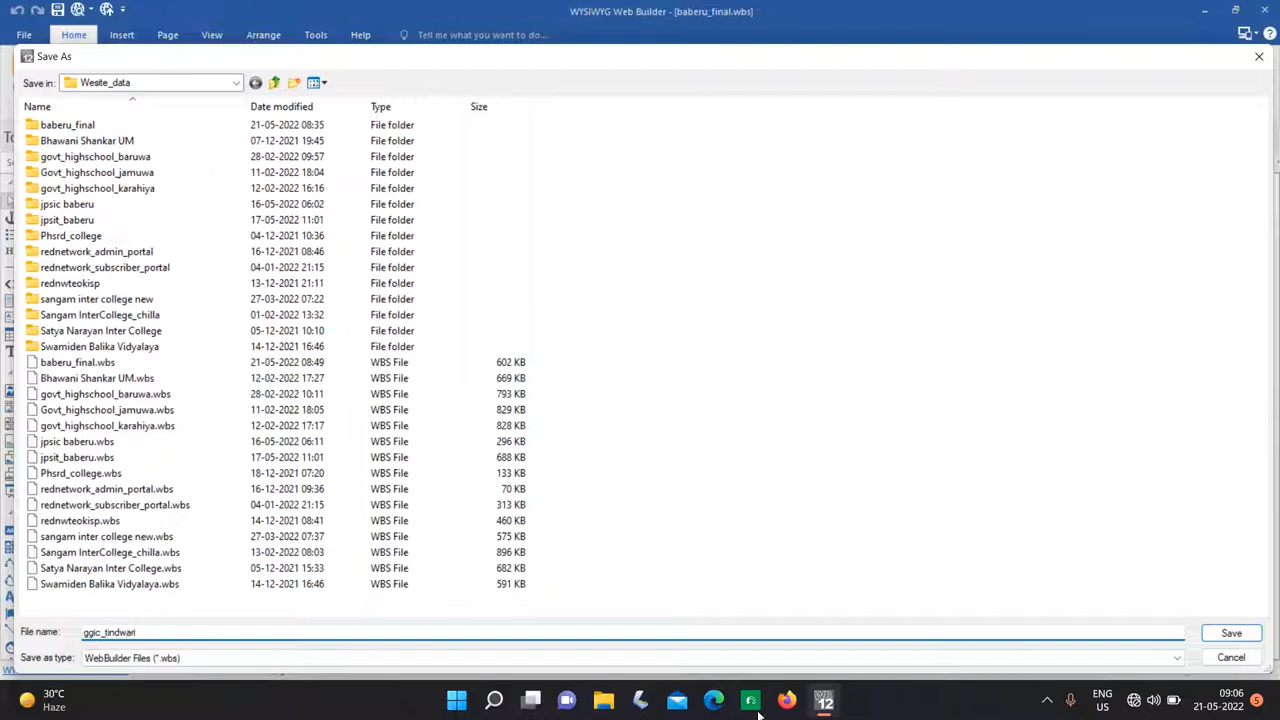 WYSIWYG Web Builder - [baberu_final.wbs]
File Home Insert Page View Arrange Tools Help Tell me what you want to do...
12 Save As
Save in: Wesite_data
Name Date modified Type Size
baberu_final 21-05-2022 08:35 File folder
Bhawani Shankar UM 07-12-2021 19:45 File folder
govt_highschool_baruwa 28-02-2022 09:57 File folder
Govt_highschool_jamuwa 11-02-2022 18:04 File folder
govt_highschool_karahiya 12-02-2022 16:16 File folder
jpsic baberu 16-05-2022 06:02 File folder
jpsit_baberu 17-05-2022 11:01 File folder
Phsrd_college 04-12-2021 10:36 File folder
rednetwork_admin_portal 16-12-2021 08:46 File folder
rednetwork_subscriber_portal 04-01-2022 21:15 File folder
rednwteokisp 13-12-2021 21:11 File folder
sangam inter college new 27-03-2022 07:22 File folder
Sangam InterCollege_chilla 01-02-2022 13:32 File folder
Satya Narayan Inter College 05-12-2021 10:10 File folder
Swamiden Balika Vidyalaya 14-12-2021 16:46 File folder
baberu_final.wbs 21-05-2022 08:49 WBS File 602 KB
Bhawani Shankar UM.wbs 12-02-2022 17:27 WBS File 669 KB
govt_highschool_baruwa.wbs 28-02-2022 10:11 WBS File 793 KB
Govt_highschool_jamuwa.wbs 11-02-2022 18:05 WBS File 829 KB
govt_highschool_karahiya.wbs 12-02-2022 17:17 WBS File 828 KB
jpsic baberu.wbs 16-05-2022 06:11 WBS File 296 KB
jpsit_baberu.wbs 17-05-2022 11:01 WBS File 688 KB
Phsrd_college.wbs 18-12-2021 07:20 WBS File 133 KB
rednetwork_admin_portal.wbs 16-12-2021 09:36 WBS File 70 KB
rednetwork_subscriber_portal.wbs 04-01-2022 21:15 WBS File 313 KB
rednwteokisp.wbs 14-12-2021 08:41 WBS File 460 KB
sangam inter college new.wbs 27-03-2022 07:37 WBS File 575 KB
Sangam InterCollege_chilla.wbs 13-02-2022 08:03 WBS File 896 KB
Satya Narayan Inter College.wbs 05-12-2021 15:33 WBS File 682 KB
Swamiden Balika Vidyalaya.wbs 14-12-2021 16:46 WBS File 591 KB
File name: ggic_tindwari Save
Save as type: WebBuilder Files (*.wbs) Cancel
30°C
Haze
WB
12
ENG
US
09:06
21-05-2022
5